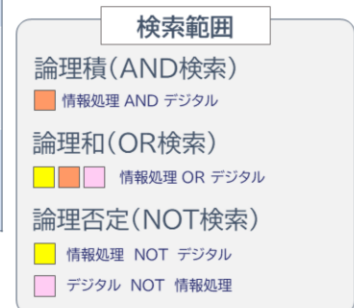 検索範囲
論理積(AND検索)
情報処理 AND デジタル
論理和(OR検索)
情報処理 OR デジタル
論理否定(NOT検索)
情報処理 NOT デジタル
デジタル NOT 情報処理